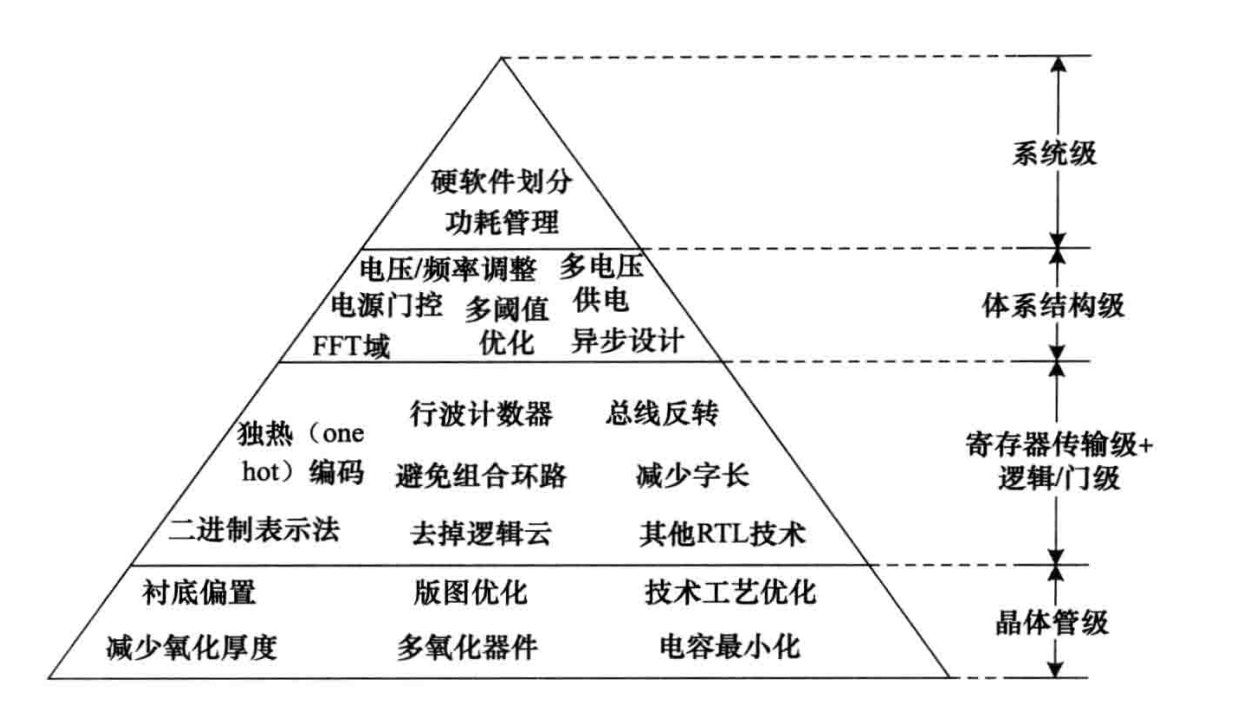 硬软件划分
功耗管理
系统级
电压/频率调整
多电压
供电
电源门控
多阈值
优化
FFT域
异步设计
体系结构级
独热（one
hot）编码
行波计数器
总线反转
避免组合环路
减少字长
二进制表示法
去掉逻辑云
其他RTL技术
寄存器传输级+
逻辑/门级
衬底偏置
版图优化
技术工艺优化
减少氧化厚度
多氧化器件
电容最小化
晶体管级